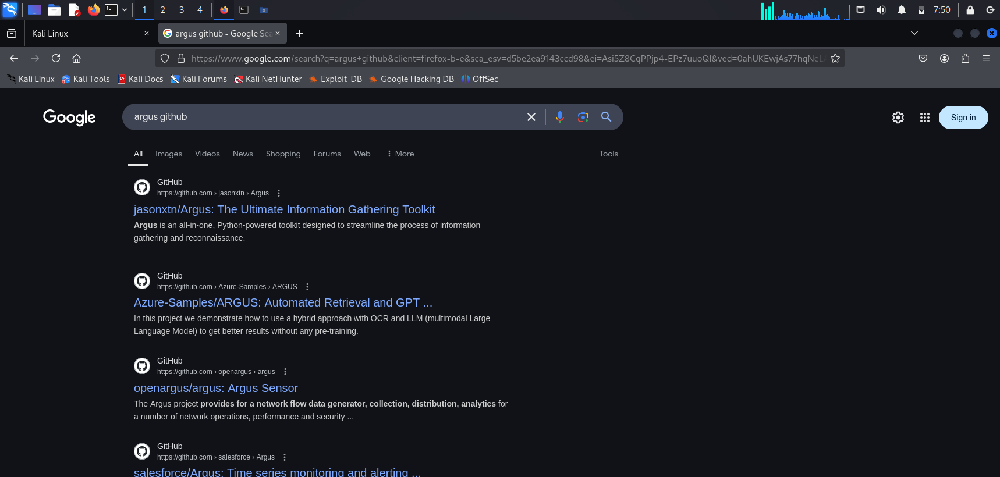 1 2 3 4
7:50
Kali Linux
argus github - Google Sea
https://www.google.com/search?q=argus+github&client=firefox-b-e&sca_esv=d5be2ea9143ccd98&ei=Asi5Z8CqPPjp4-EPz7uuoQI&ved=0ahUKEwjAs77hqNeL
Kali Linux Kali Tools Kali Docs Kali Forums Kali NetHunter Exploit-DB Google Hacking DB OffSec
Google
argus github
Sign in
All Images Videos News Shopping Forums Web More Tools
GitHub
https://github.com › jasonxtn › Argus
jasonxtn/Argus: The Ultimate Information Gathering Toolkit
Argus is an all-in-one, Python-powered toolkit designed to streamline the process of information
gathering and reconnaissance.
GitHub
https://github.com › Azure-Samples › ARGUS
Azure-Samples/ARGUS: Automated Retrieval and GPT ...
In this project we demonstrate how to use a hybrid approach with OCR and LLM (multimodal Large
Language Model) to get better results without any pre-training.
GitHub
https://github.com › openargus › argus
openargus/argus: Argus Sensor
The Argus project provides for a network flow data generator, collection, distribution, analytics for
a number of network operations, performance and security ...
GitHub
https://github.com › salesforce › Argus
salesforce/Argus: Time series monitoring and alerting ...